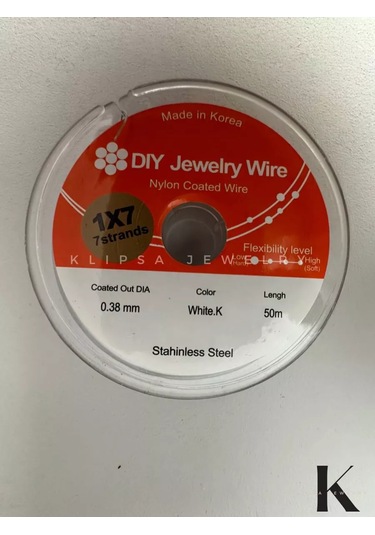 Made in Korea
DIY Jewelry Wire
Nylon Coated Wire
1X7
7strands
Flexibility level
Low High
(Soft)
KLIPSA JEWELRY
Coated Out DIA Color Lengh
0.38 mm White.K 50m
Stahinless Steel
K